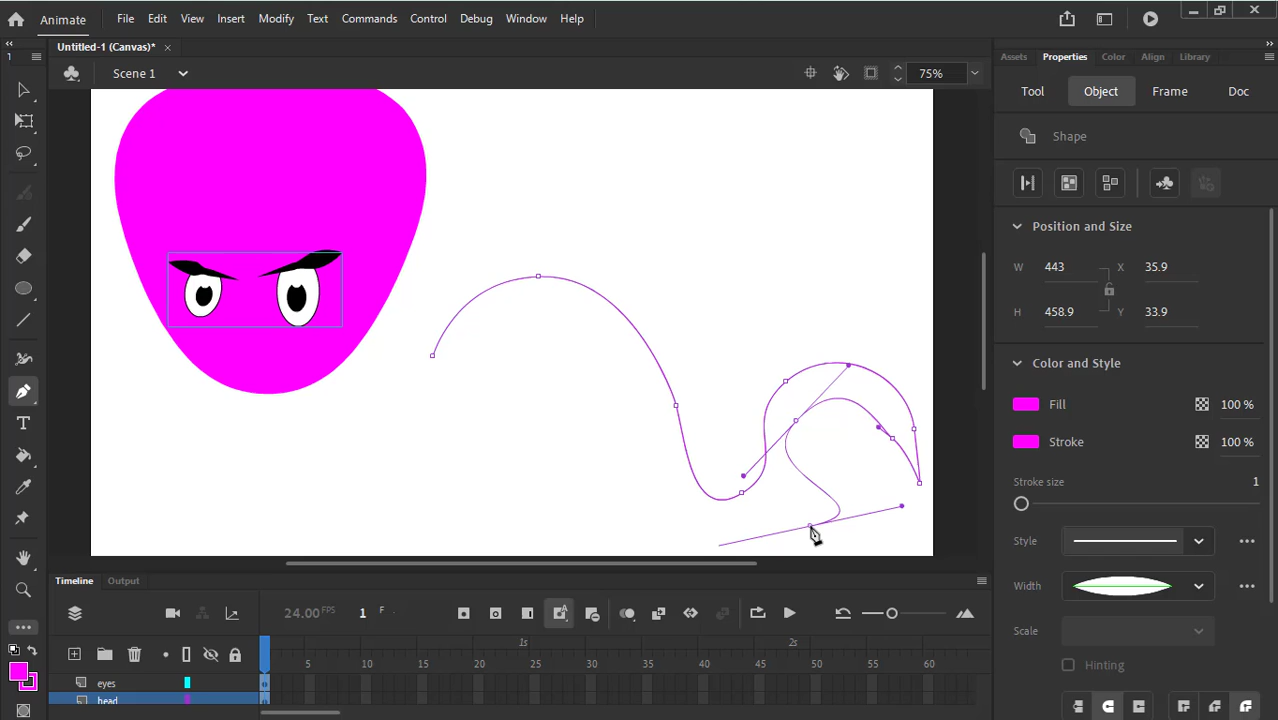 Animate File Edit View Insert Modify Text Commands Control Debug Window Help
Untitled-1 (Canvas)*
Scene 1
75%
1
Assets Properties Color Align Library
Tool Object Frame Doc
Shape
Position and Size
W 443 X 35.9
H 458.9 Y 33.9
Color and Style
Fill 100 %
Stroke 100 %
Stroke size 1
Style
Width
Scale
Hinting
Timeline Output
24.00 FPS 1 F
1s 2s
5 10 15 20 25 30 35 40 45 50 55 60
eyes
head